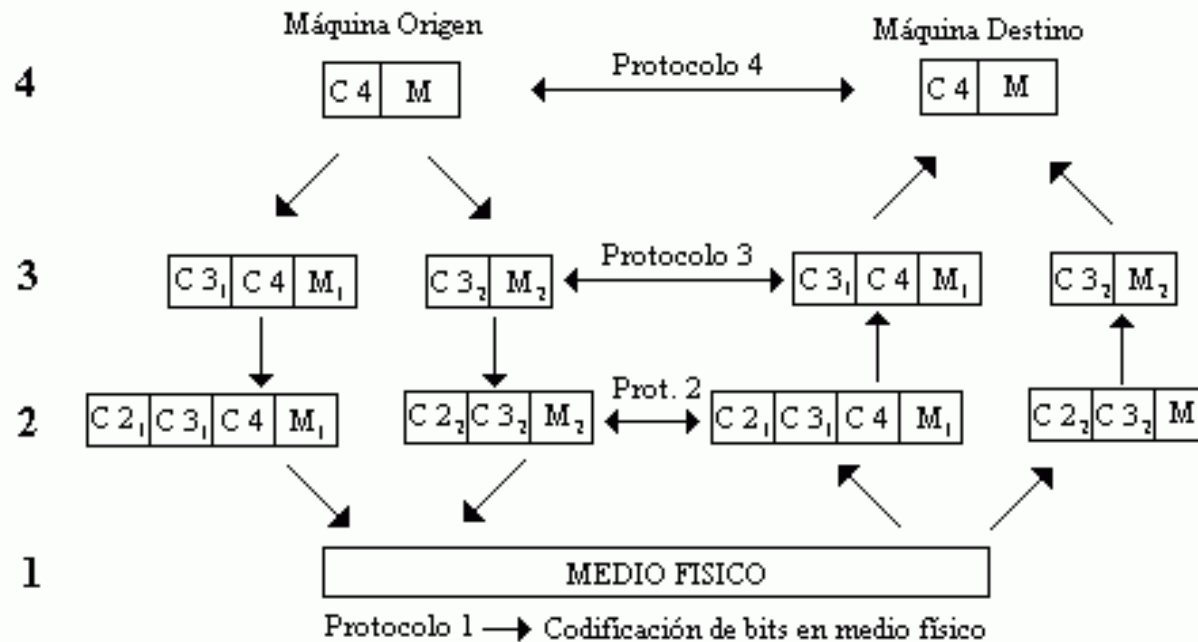 Máquina Origen
Máquina Destino
4
C 4 M
Protocolo 4
C 4 M
3
C 3₁ C 4 M₁
C 3₂ M₂
Protocolo 3
C 3₁ C 4 M₁
C 3₂ M₂
2
C 2₁ C 3₁ C 4 M₁
C 2₂ C 3₂ M₂
Prot. 2
C 2₁ C 3₁ C 4 M₁
C 2₂ C 3₂ M
1
MEDIO FISICO
Protocolo 1 → Codificación de bits en medio físico